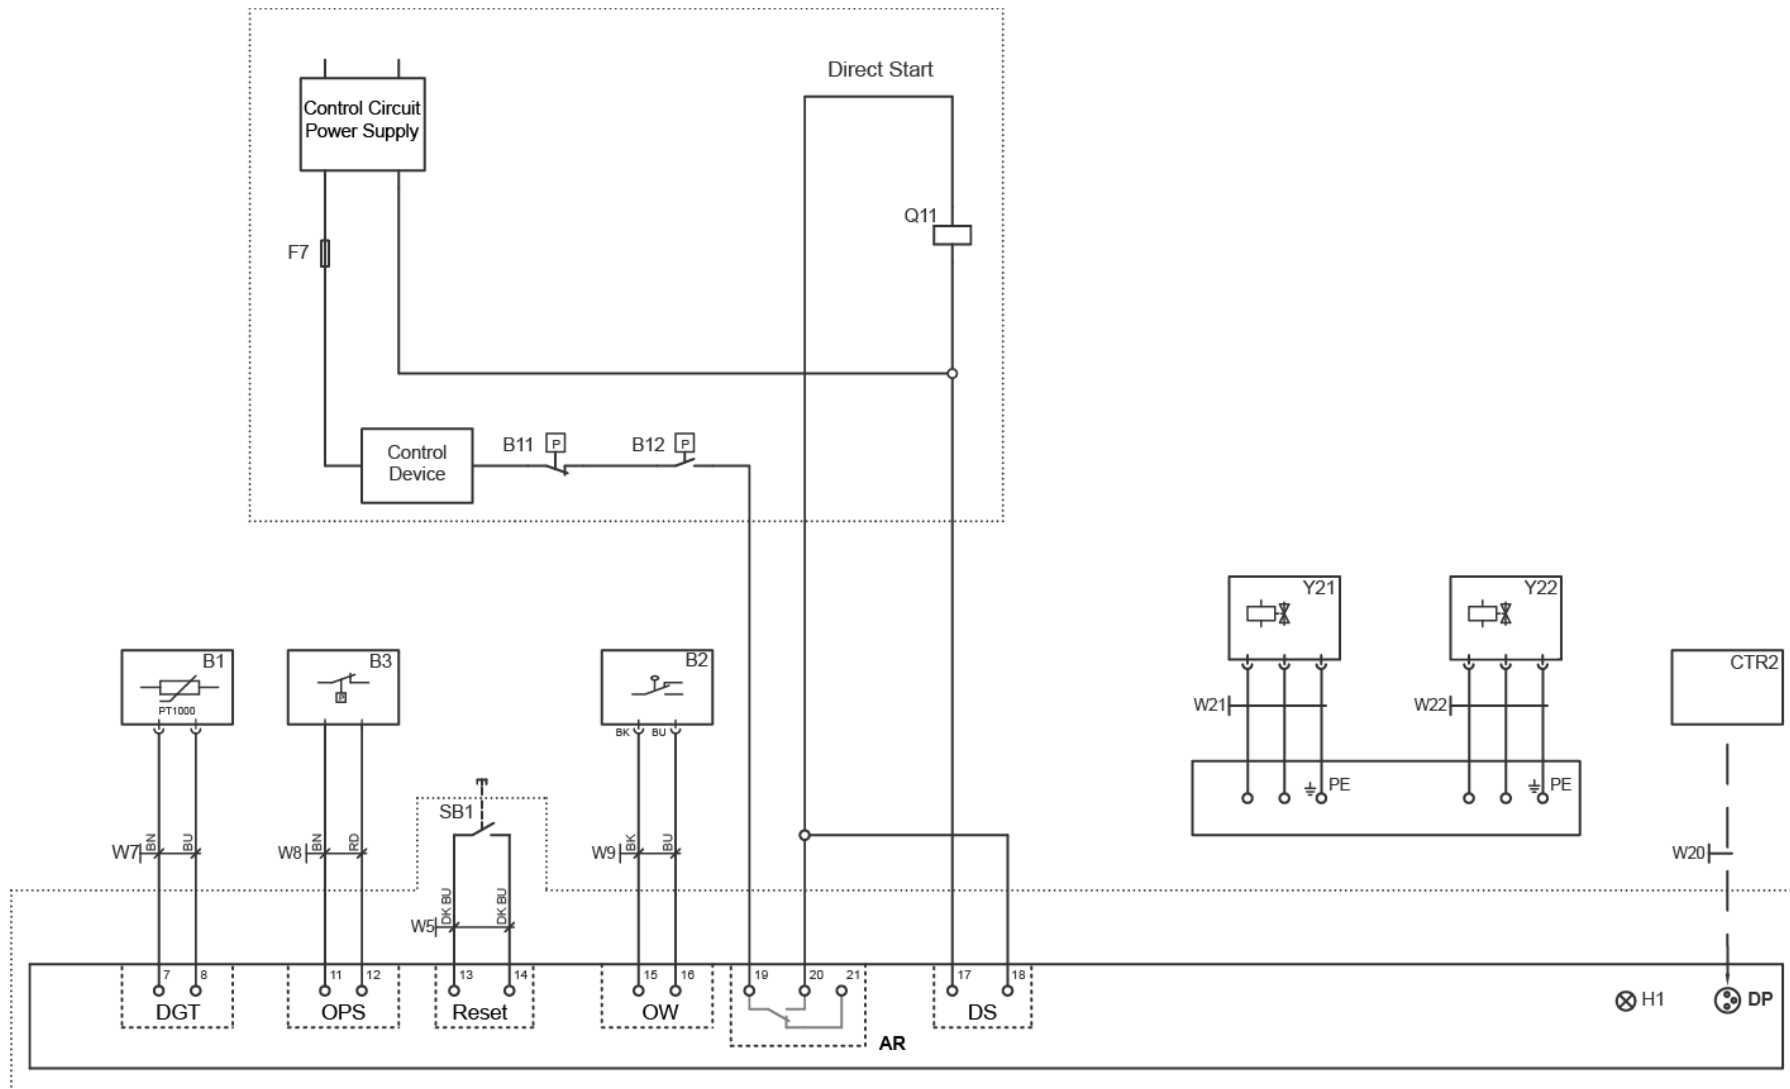 Direct Start
Control Circuit
Power Supply
Q11
F7
Control
Device
B11
P
B12
P
Y21
Y22
B1
PT1000
B3
P
B2
BK
BU
CTR2
W21
W22
PE
PE
SB1
W7
BN
BU
W8
BN
RD
W9
BK
BU
W20
W5
DK BU
DK BU
7
8
11
12
13
14
15
16
19
20
21
17
18
DGT
OPS
Reset
OW
AR
DS
H1
DP